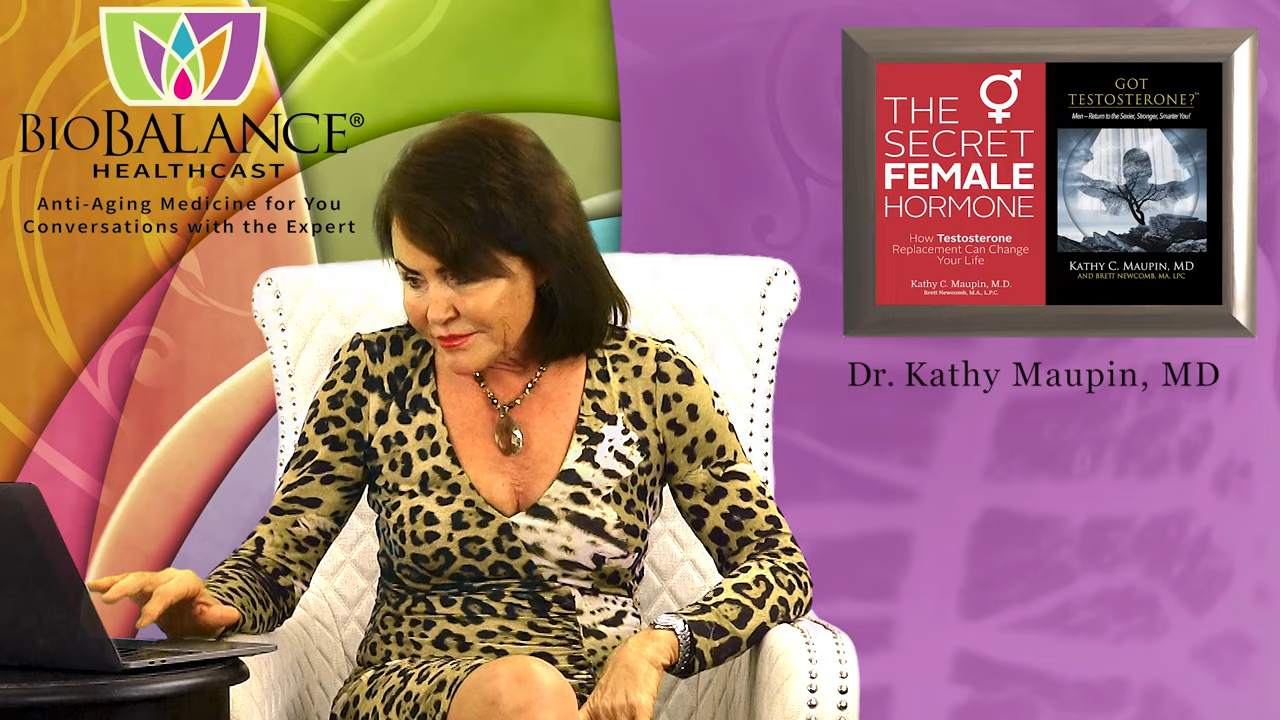 BIOBALANCE®
HEALTHCAST
Anti-Aging Medicine for You
Conversations with the Expert
THE
SECRET
FEMALE
HORMONE
How Testosterone
Replacement Can Change
Your Life
Kathy C. Maupin, M.D.
Brett Newcomb, M.A., L.P.C.
GOT
TESTOSTERONE?™
Men – Return to the Sexier, Stronger, Smarter You!
KATHY C. MAUPIN, MD
AND BRETT NEWCOMB, MA, LPC
Dr. Kathy Maupin, MD